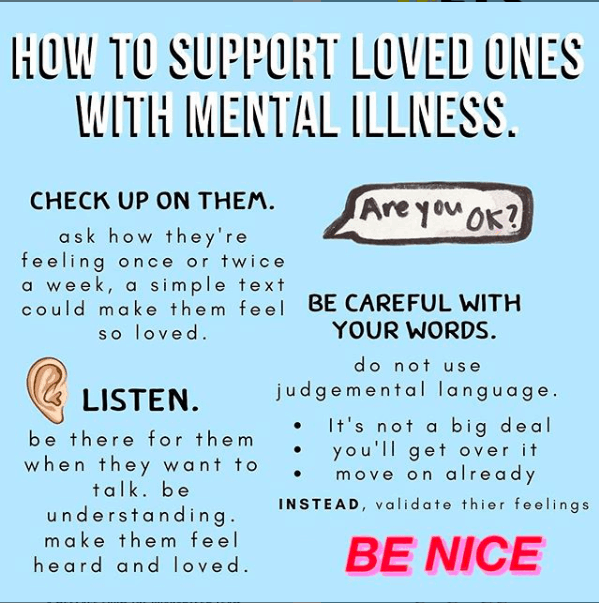 HOW TO SUPPORT LOVED ONES
WITH MENTAL ILLNESS.
CHECK UP ON THEM.
ask how they're
feeling once or twice
a week, a simple text
could make them feel
so loved.
Are you OK?
LISTEN.
be there for them
when they want to
talk. be
understanding.
make them feel
heard and loved.
BE CAREFUL WITH
YOUR WORDS.
do not use
judgemental language.
• It's not a big deal
• you'll get over it
• move on already
INSTEAD, validate thier feelings
BE NICE